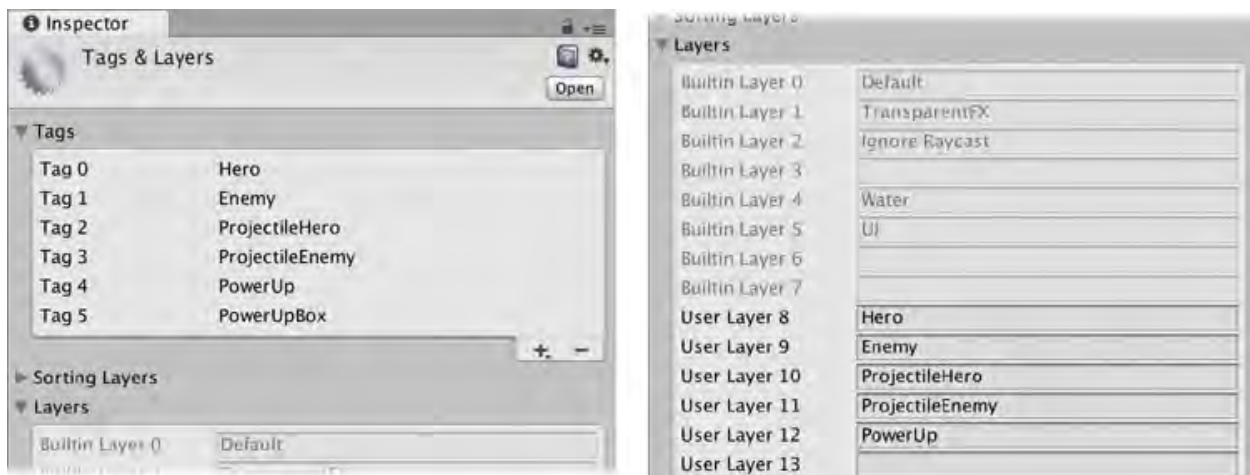 Inspector
Tags & Layers
Open
Tags
Tag 0 Hero
Tag 1 Enemy
Tag 2 ProjectileHero
Tag 3 ProjectileEnemy
Tag 4 PowerUp
Tag 5 PowerUpBox
Sorting Layers
Layers
Builtin Layer 0 Default
Sorting Layers
Layers
Builtin Layer 0 Default
Builtin Layer 1 TransparentFX
Builtin Layer 2 Ignore Raycast
Builtin Layer 3
Builtin Layer 4 Water
Builtin Layer 5 UI
Builtin Layer 6
Builtin Layer 7
User Layer 8 Hero
User Layer 9 Enemy
User Layer 10 ProjectileHero
User Layer 11 ProjectileEnemy
User Layer 12 PowerUp
User Layer 13